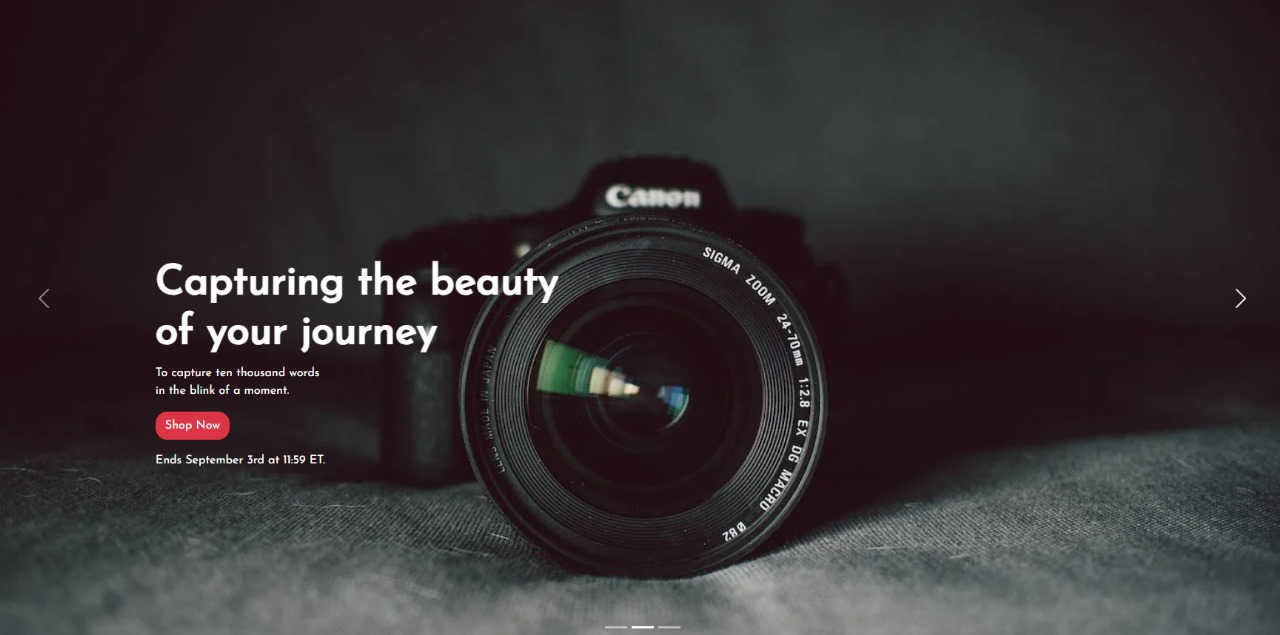 Canon
SIGMA ZOOM 24-70mm 1:2.8 EX DG MACRO Ø82
LENS MADE IN JAPAN
Capturing the beauty
of your journey
To capture ten thousand words
in the blink of a moment.
Shop Now
Ends September 3rd at 11:59 ET.